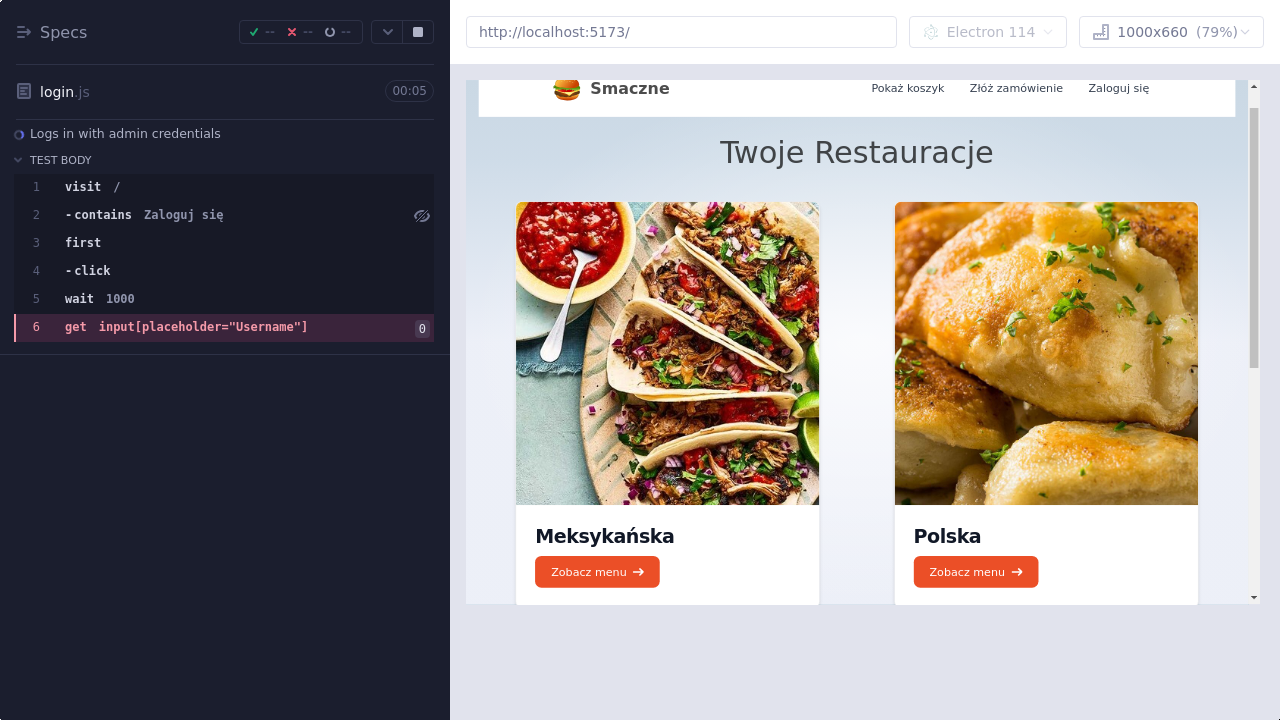 Specs
--
--
--
http://localhost:5173/
Electron 114
1000x660 (79%)
login.js
00:05
Logs in with admin credentials
TEST BODY
1 visit /
2 -contains Zaloguj się
3 first
4 -click
5 wait 1000
6 get input[placeholder="Username"] 0
Smaczne
Pokaż koszyk
Złóż zamówienie
Zaloguj się
Twoje Restauracje
Meksykańska
Zobacz menu →
Polska
Zobacz menu →